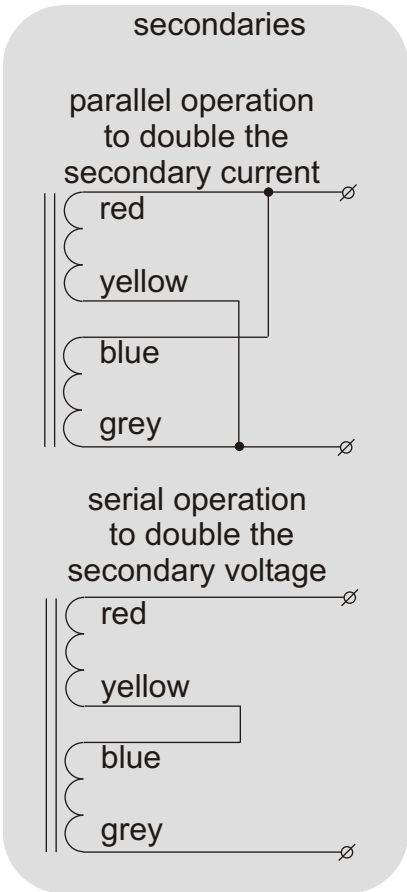 secondaries
parallel operation
to double the
secondary current
red
yellow
blue
grey
serial operation
to double the
secondary voltage
red
yellow
blue
grey